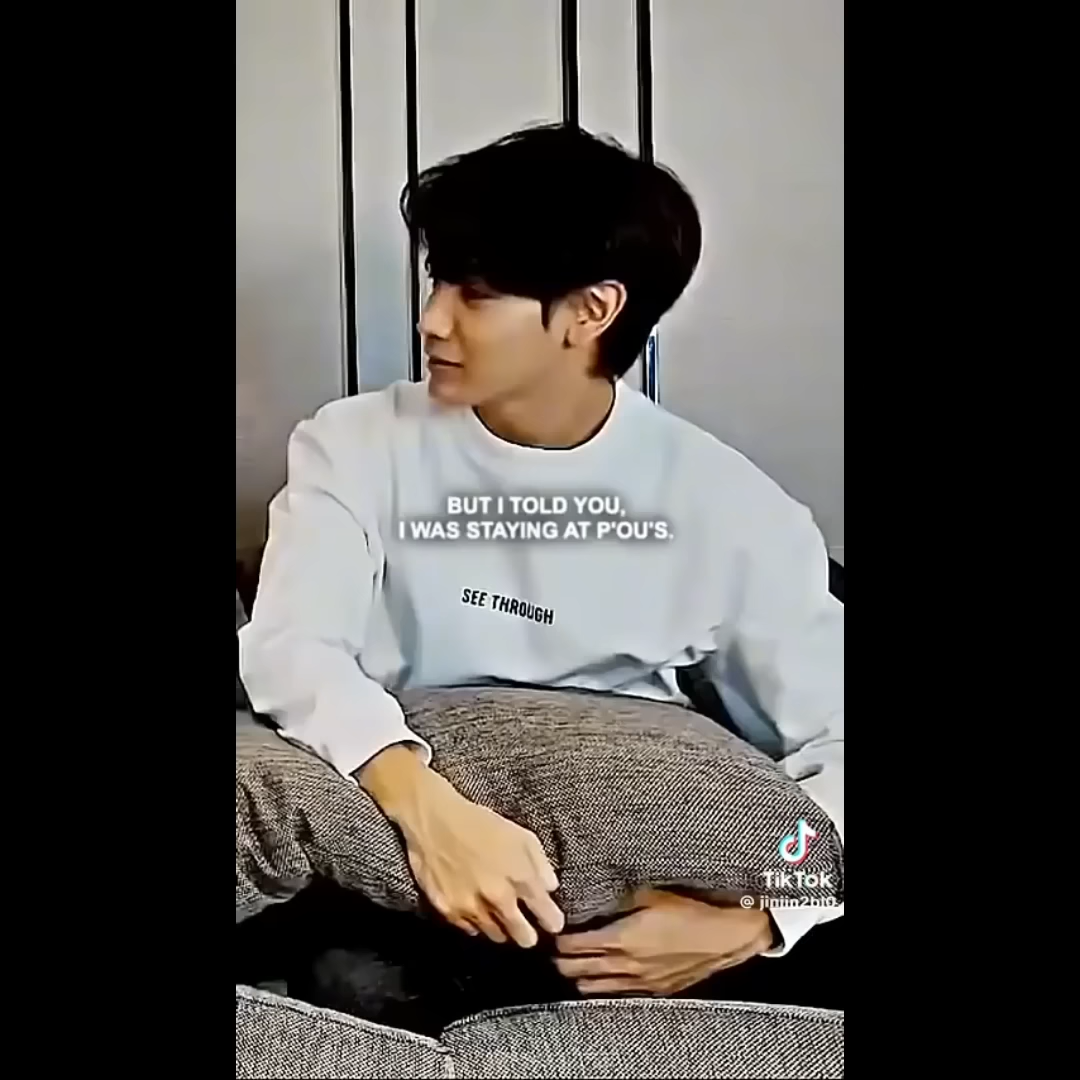 BUT I TOLD YOU,
I WAS STAYING AT P'OU'S.
SEE THROUGH
TikTok